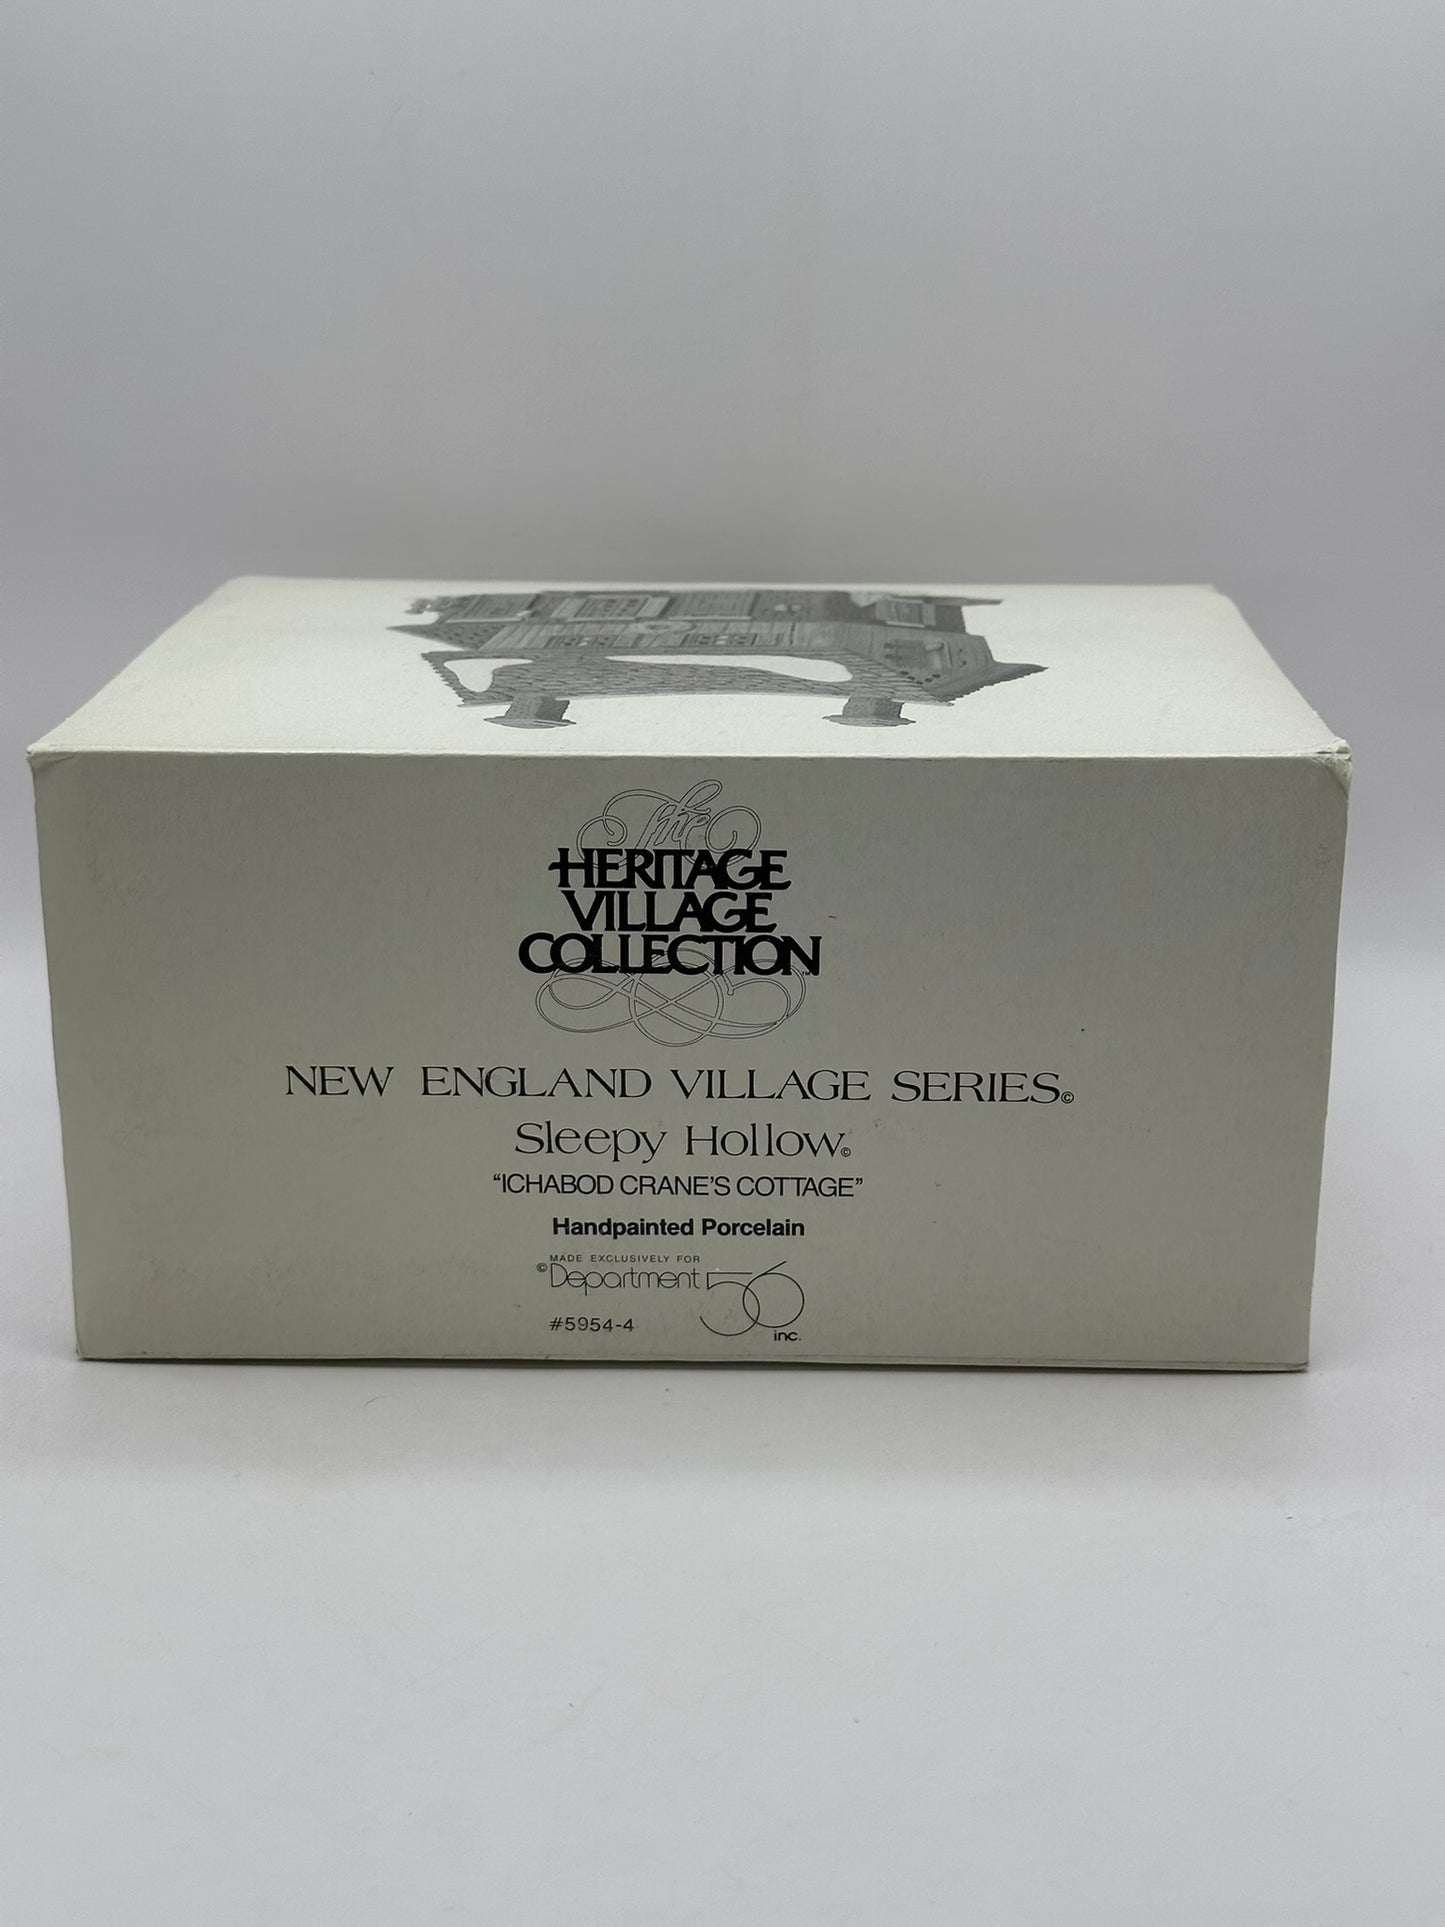 The
HERITAGE
VILLAGE
COLLECTION™
NEW ENGLAND VILLAGE SERIES©
Sleepy Hollow©
“ICHABOD CRANE’S COTTAGE”
Handpainted Porcelain
MADE EXCLUSIVELY FOR
©Department 56
#5954-4 inc.